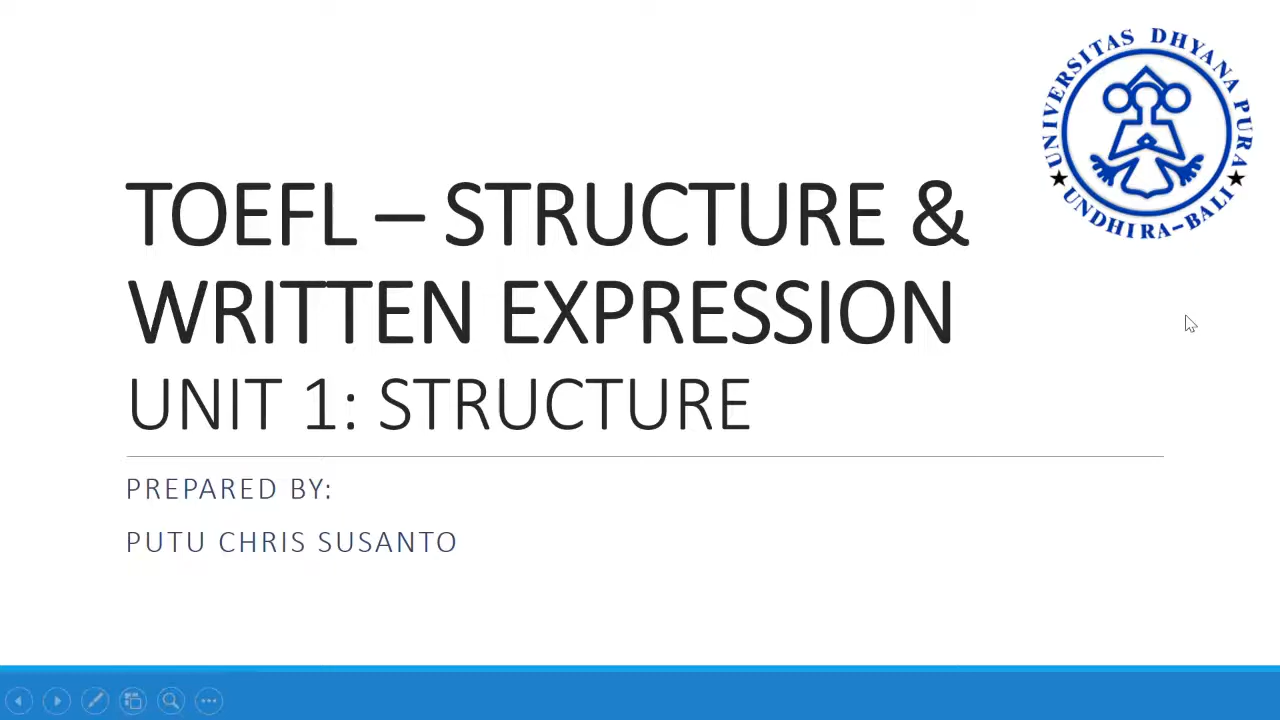 UNIVERSITAS DHYANA PURA
UNDHIRA-BALI
TOEFL – STRUCTURE &
WRITTEN EXPRESSION
UNIT 1: STRUCTURE
PREPARED BY:
PUTU CHRIS SUSANTO